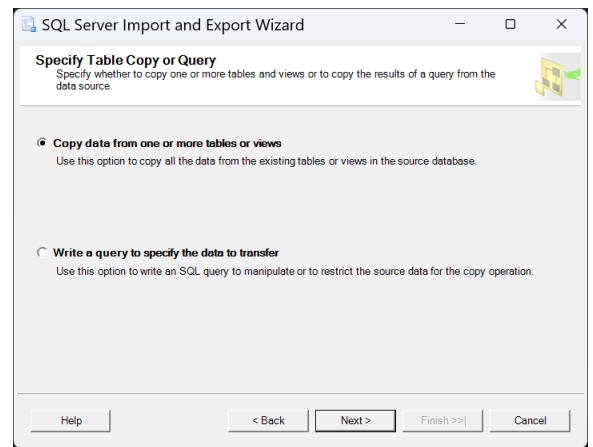 SQL Server Import and Export Wizard
Specify Table Copy or Query
Specify whether to copy one or more tables and views or to copy the results of a query from the
data source.
Copy data from one or more tables or views
Use this option to copy all the data from the existing tables or views in the source database.
Write a query to specify the data to transfer
Use this option to write an SQL query to manipulate or to restrict the source data for the copy operation.
Help
< Back
Next >
Finish >>|
Cancel